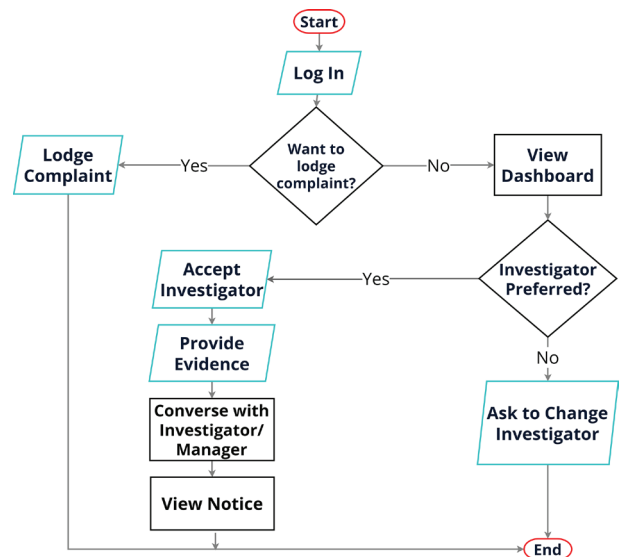 Start
Log In
Want to
lodge
complaint?
Yes
No
Lodge
Complaint
View
Dashboard
Investigator
Preferred?
Yes
No
Accept
Investigator
Provide
Evidence
Converse with
Investigator/
Manager
View Notice
Ask to Change
Investigator
End